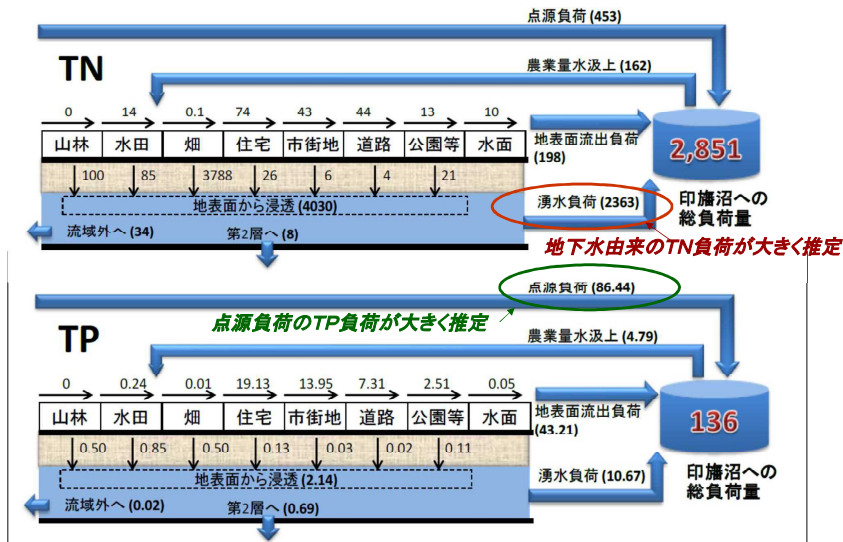 点源負荷 (453)
TN
農業量水汲上 (162)
0 14 0.1 74 43 44 13 10
山林 水田 畑 住宅 市街地 道路 公園等 水面
地表面流出負荷
(198)
2,851
100 85 3788 26 6 4 21
地表面から浸透 (4030)
湧水負荷 (2363)
印旛沼への
総負荷量
流域外へ (34)
第2層へ (8)
地下水由来のTN負荷が大きく推定
点源負荷 (86.44)
点源負荷のTP負荷が大きく推定
TP
農業量水汲上 (4.79)
0 0.24 0.01 19.13 13.95 7.31 2.51 0.05
山林 水田 畑 住宅 市街地 道路 公園等 水面
地表面流出負荷
(43.21)
136
0.50 0.85 0.50 0.13 0.03 0.02 0.11
地表面から浸透 (2.14)
湧水負荷 (10.67)
印旛沼への
総負荷量
流域外へ (0.02)
第2層へ (0.69)